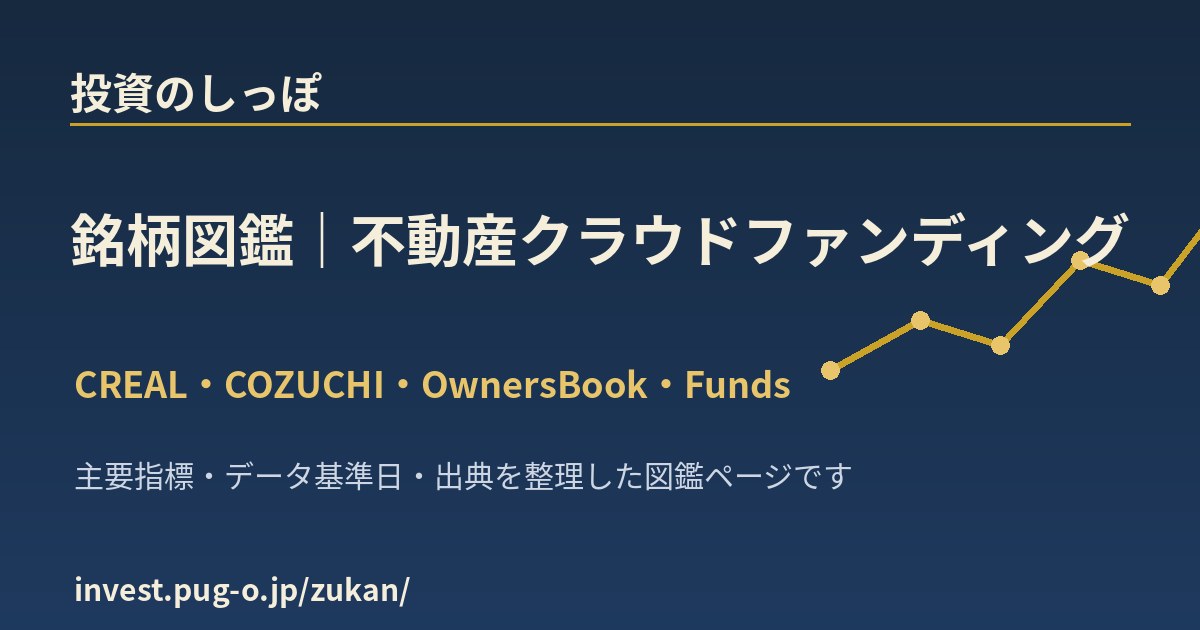 投資のしっぽ
銘柄図鑑｜不動産クラウドファンディング
CREAL・COZUCHI・OwnersBook・Funds
主要指標・データ基準日・出典を整理した図鑑ページです
invest.pug-o.jp/zukan/